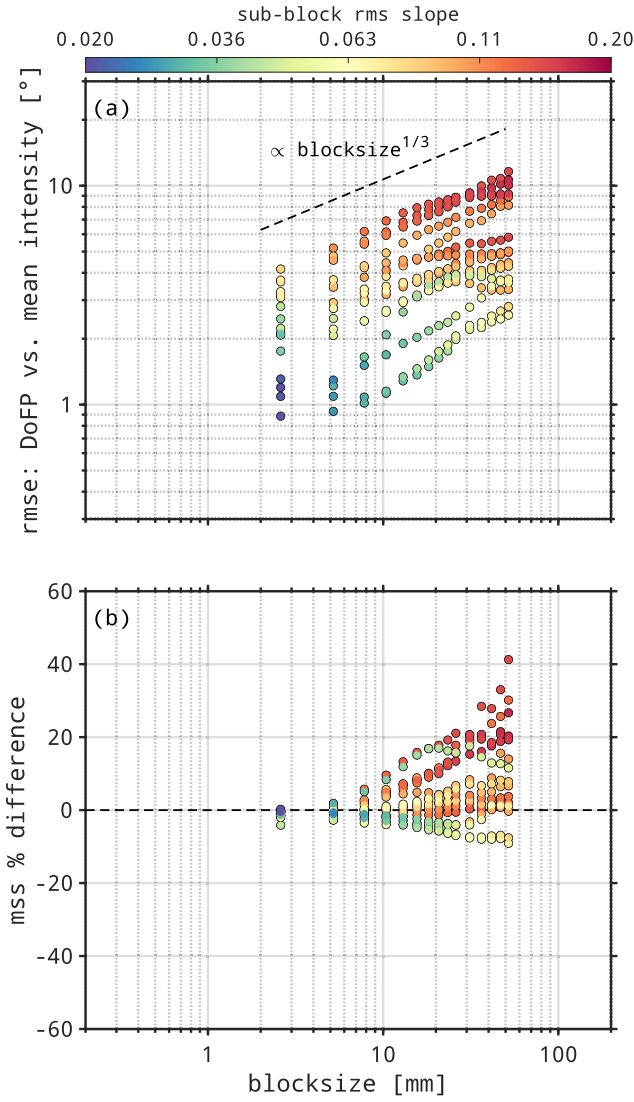 sub-block rms slope
0.020 0.036 0.063 0.11 0.20
(a)
∝ blocksize^1/3
10
1
rmse: DoFP vs. mean intensity [°]
(b)
60
40
20
0
-20
-40
-60
mss % difference
1 10 100
blocksize [mm]